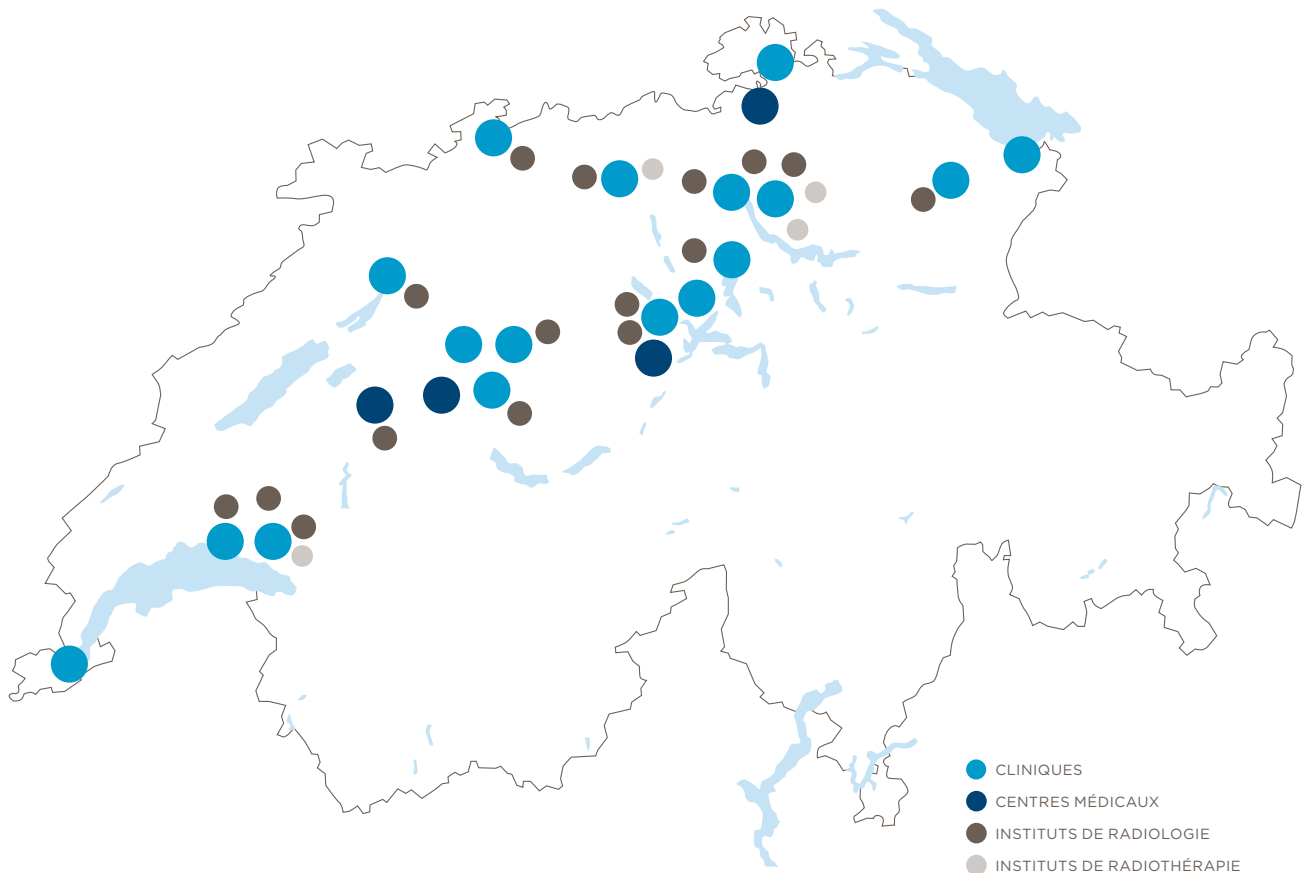 CLINIQUES
CENTRES MÉDICAUX
INSTITUTS DE RADIOLOGIE
INSTITUTS DE RADIOTHÉRAPIE